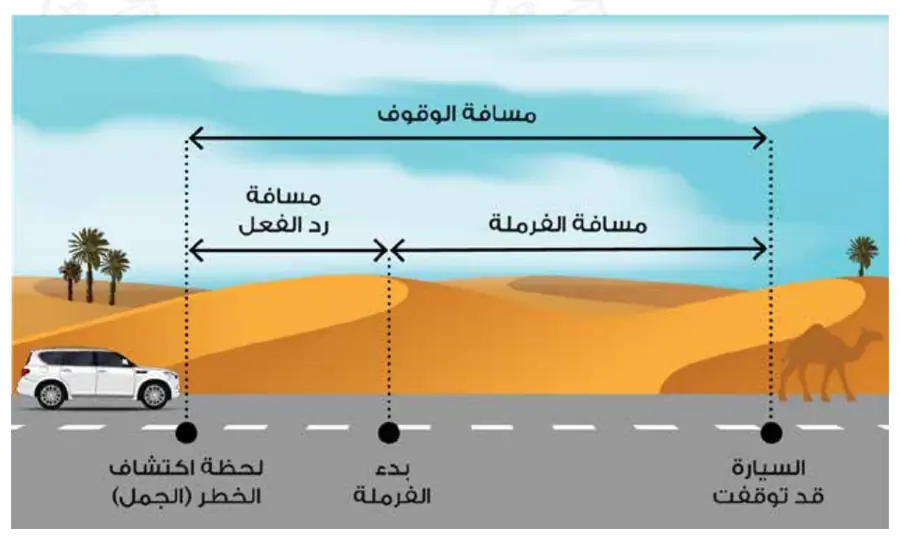 مسافة الوقوف
مسافة
رد الفعل
مسافة الفرملة
لحظة اكتشاف
الخطر (الجمل)
بدء
الفرملة
السيارة
قد توقفت